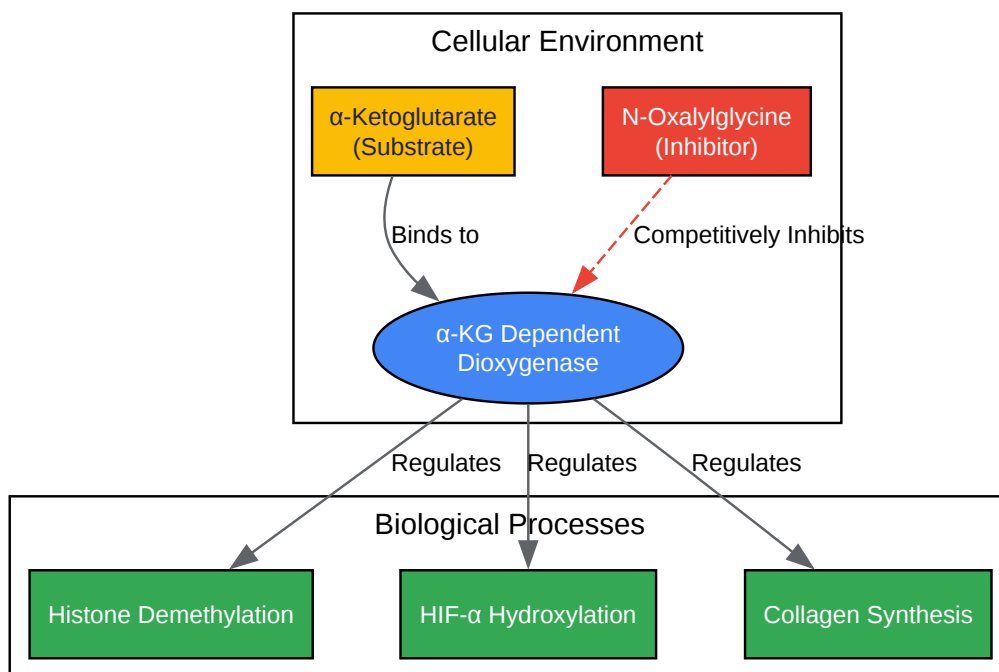 Cellular Environment
α-Ketoglutarate
(Substrate)
N-Oxalylglycine
(Inhibitor)
Binds to
Competitively Inhibits
α-KG Dependent
Dioxygenase
Regulates
Regulates
Regulates
Biological Processes
Histone Demethylation
HIF-α Hydroxylation
Collagen Synthesis